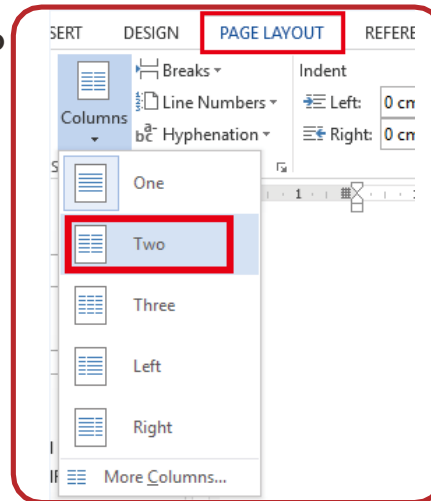 SERT DESIGN PAGE LAYOUT REFERE
Breaks Indent
Line Numbers Left: 0 cm
Columns
Hyphenation Right: 0 cm
1
One
Two
Three
Left
Right
More Columns...